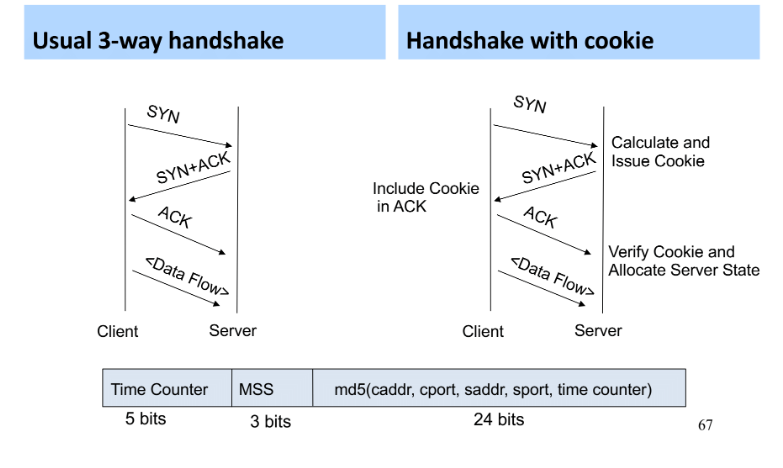 Usual 3-way handshake
Handshake with cookie
SYN
SYN+ACK
ACK
<Data Flow>
Client
Server
SYN
Calculate and
Issue Cookie
SYN+ACK
Include Cookie
in ACK
ACK
Verify Cookie and
Allocate Server State
<Data Flow>
Client
Server
Time Counter
MSS
md5(caddr, cport, saddr, sport, time counter)
5 bits
3 bits
24 bits
67